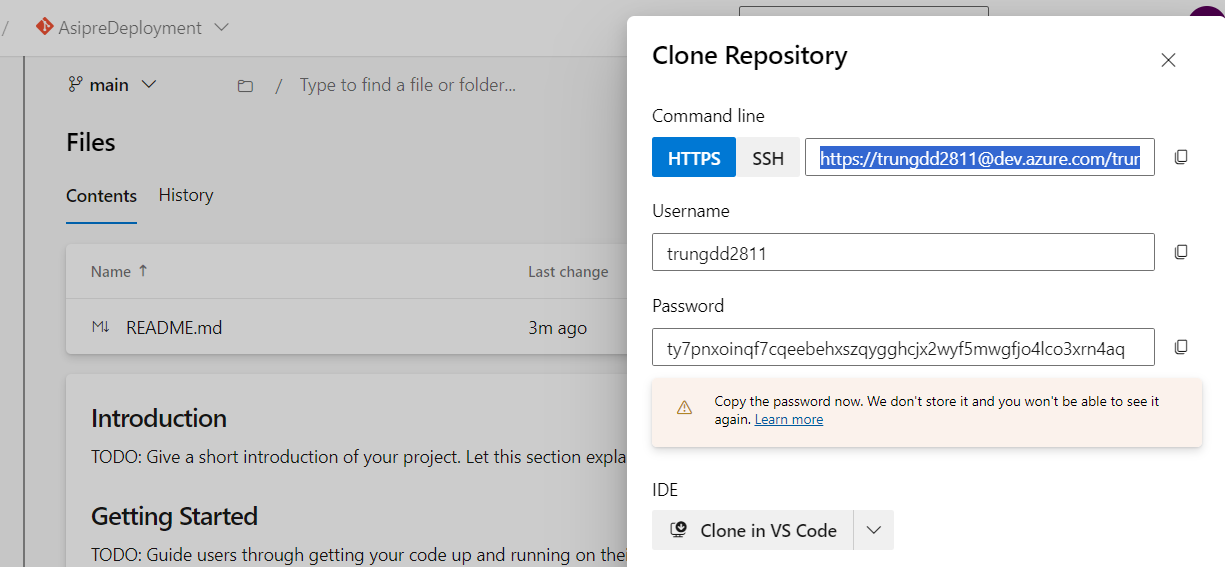 / AsipreDeployment
main / Type to find a file or folder...
Files
Contents History
Name ↑ Last change
README.md 3m ago
Introduction
TODO: Give a short introduction of your project. Let this section expla
Getting Started
TODO: Guide users through getting your code up and running on thei
Clone Repository
Command line
HTTPS SSH https://trungdd2811@dev.azure.com/trur
Username
trungdd2811
Password
ty7pnxoinqf7cqeebehxszqygghcjx2wyf5mwgfjo4lco3xrn4aq
Copy the password now. We don't store it and you won't be able to see it
again. Learn more
IDE
Clone in VS Code